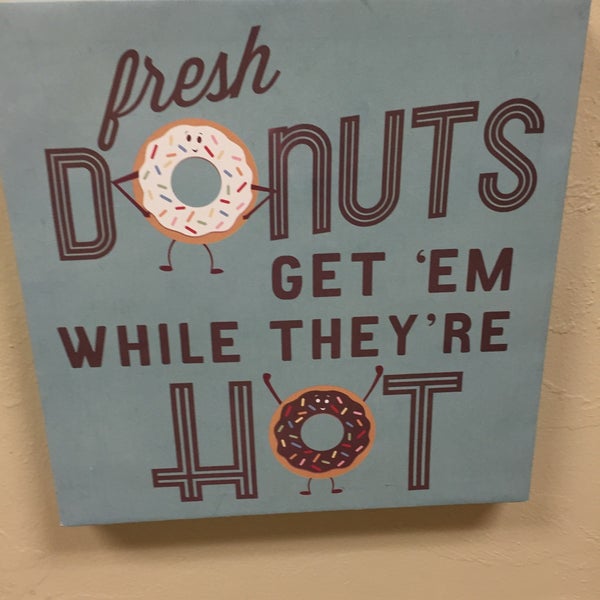 fresh
DONUTS
GET 'EM
WHILE THEY'RE
HOT